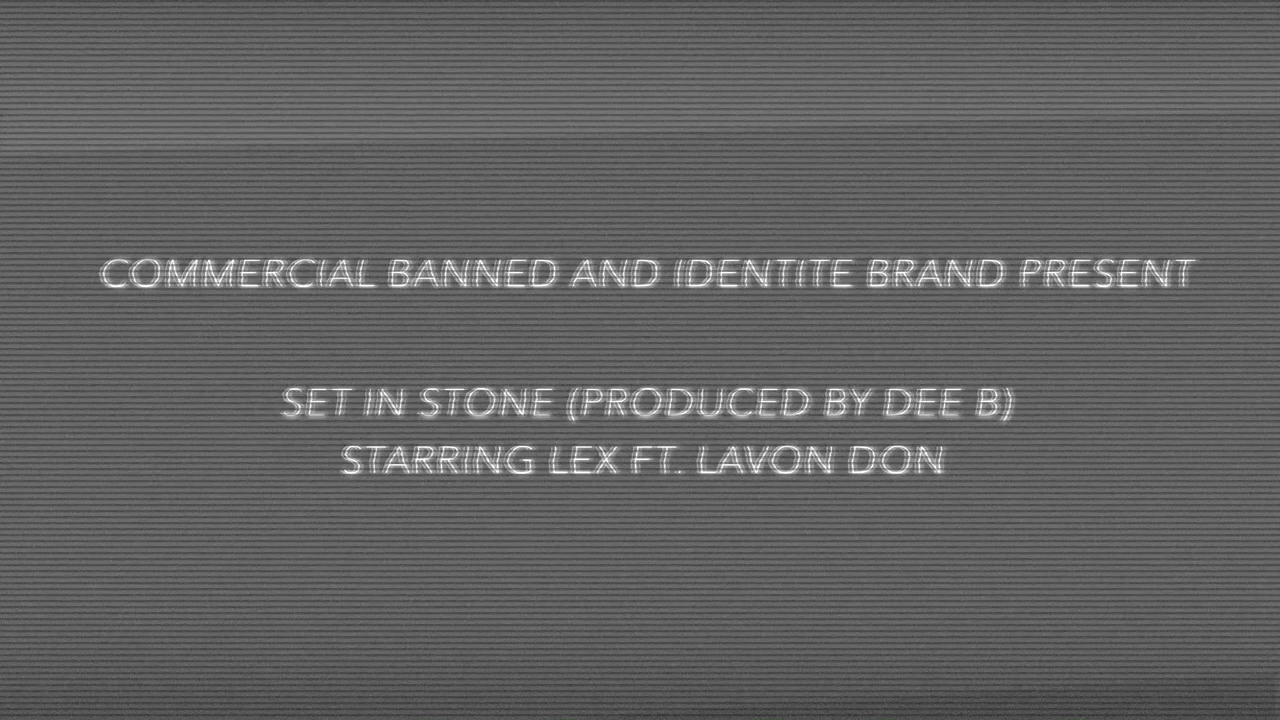 COMMERCIAL BANNED AND IDENTITE BRAND PRESENT
SET IN STONE (PRODUCED BY DEE B)
STARRING LEX FT. LAVON DON